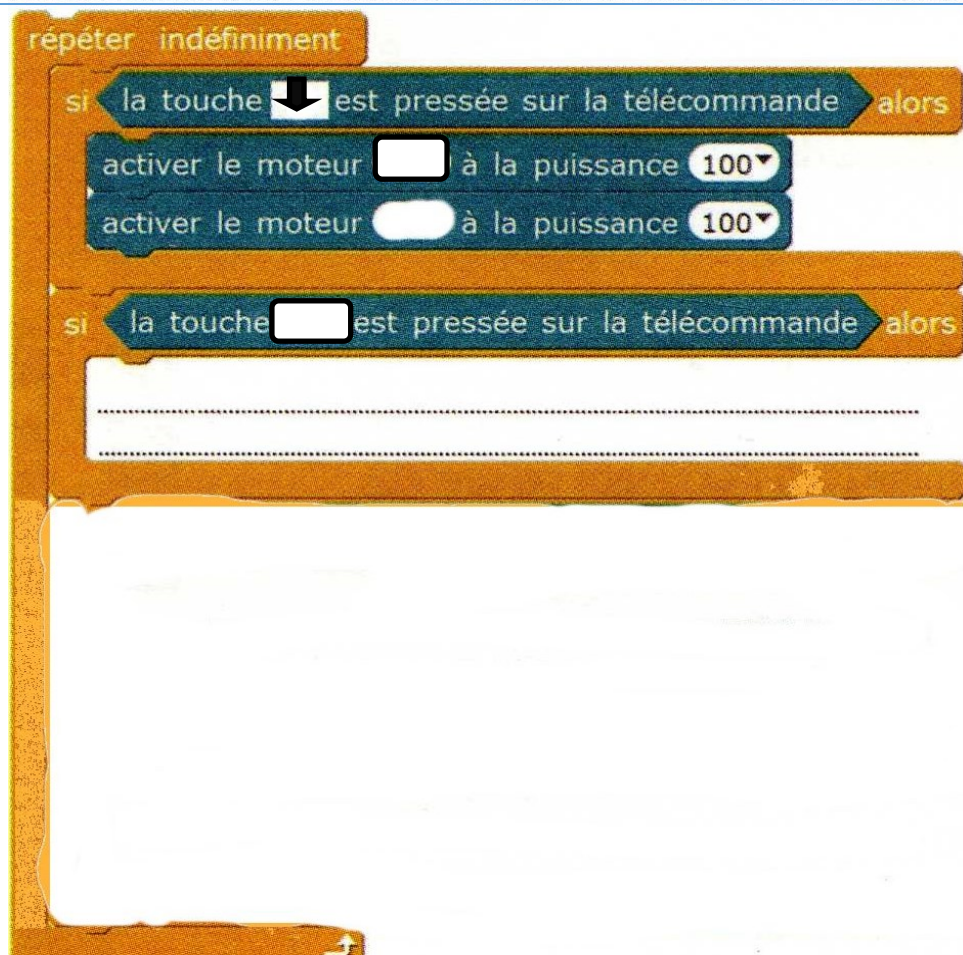 répéter indéfiniment
si la touche est pressée sur la télécommande alors
activer le moteur à la puissance 100
activer le moteur à la puissance 100
si la touche est pressée sur la télécommande alors